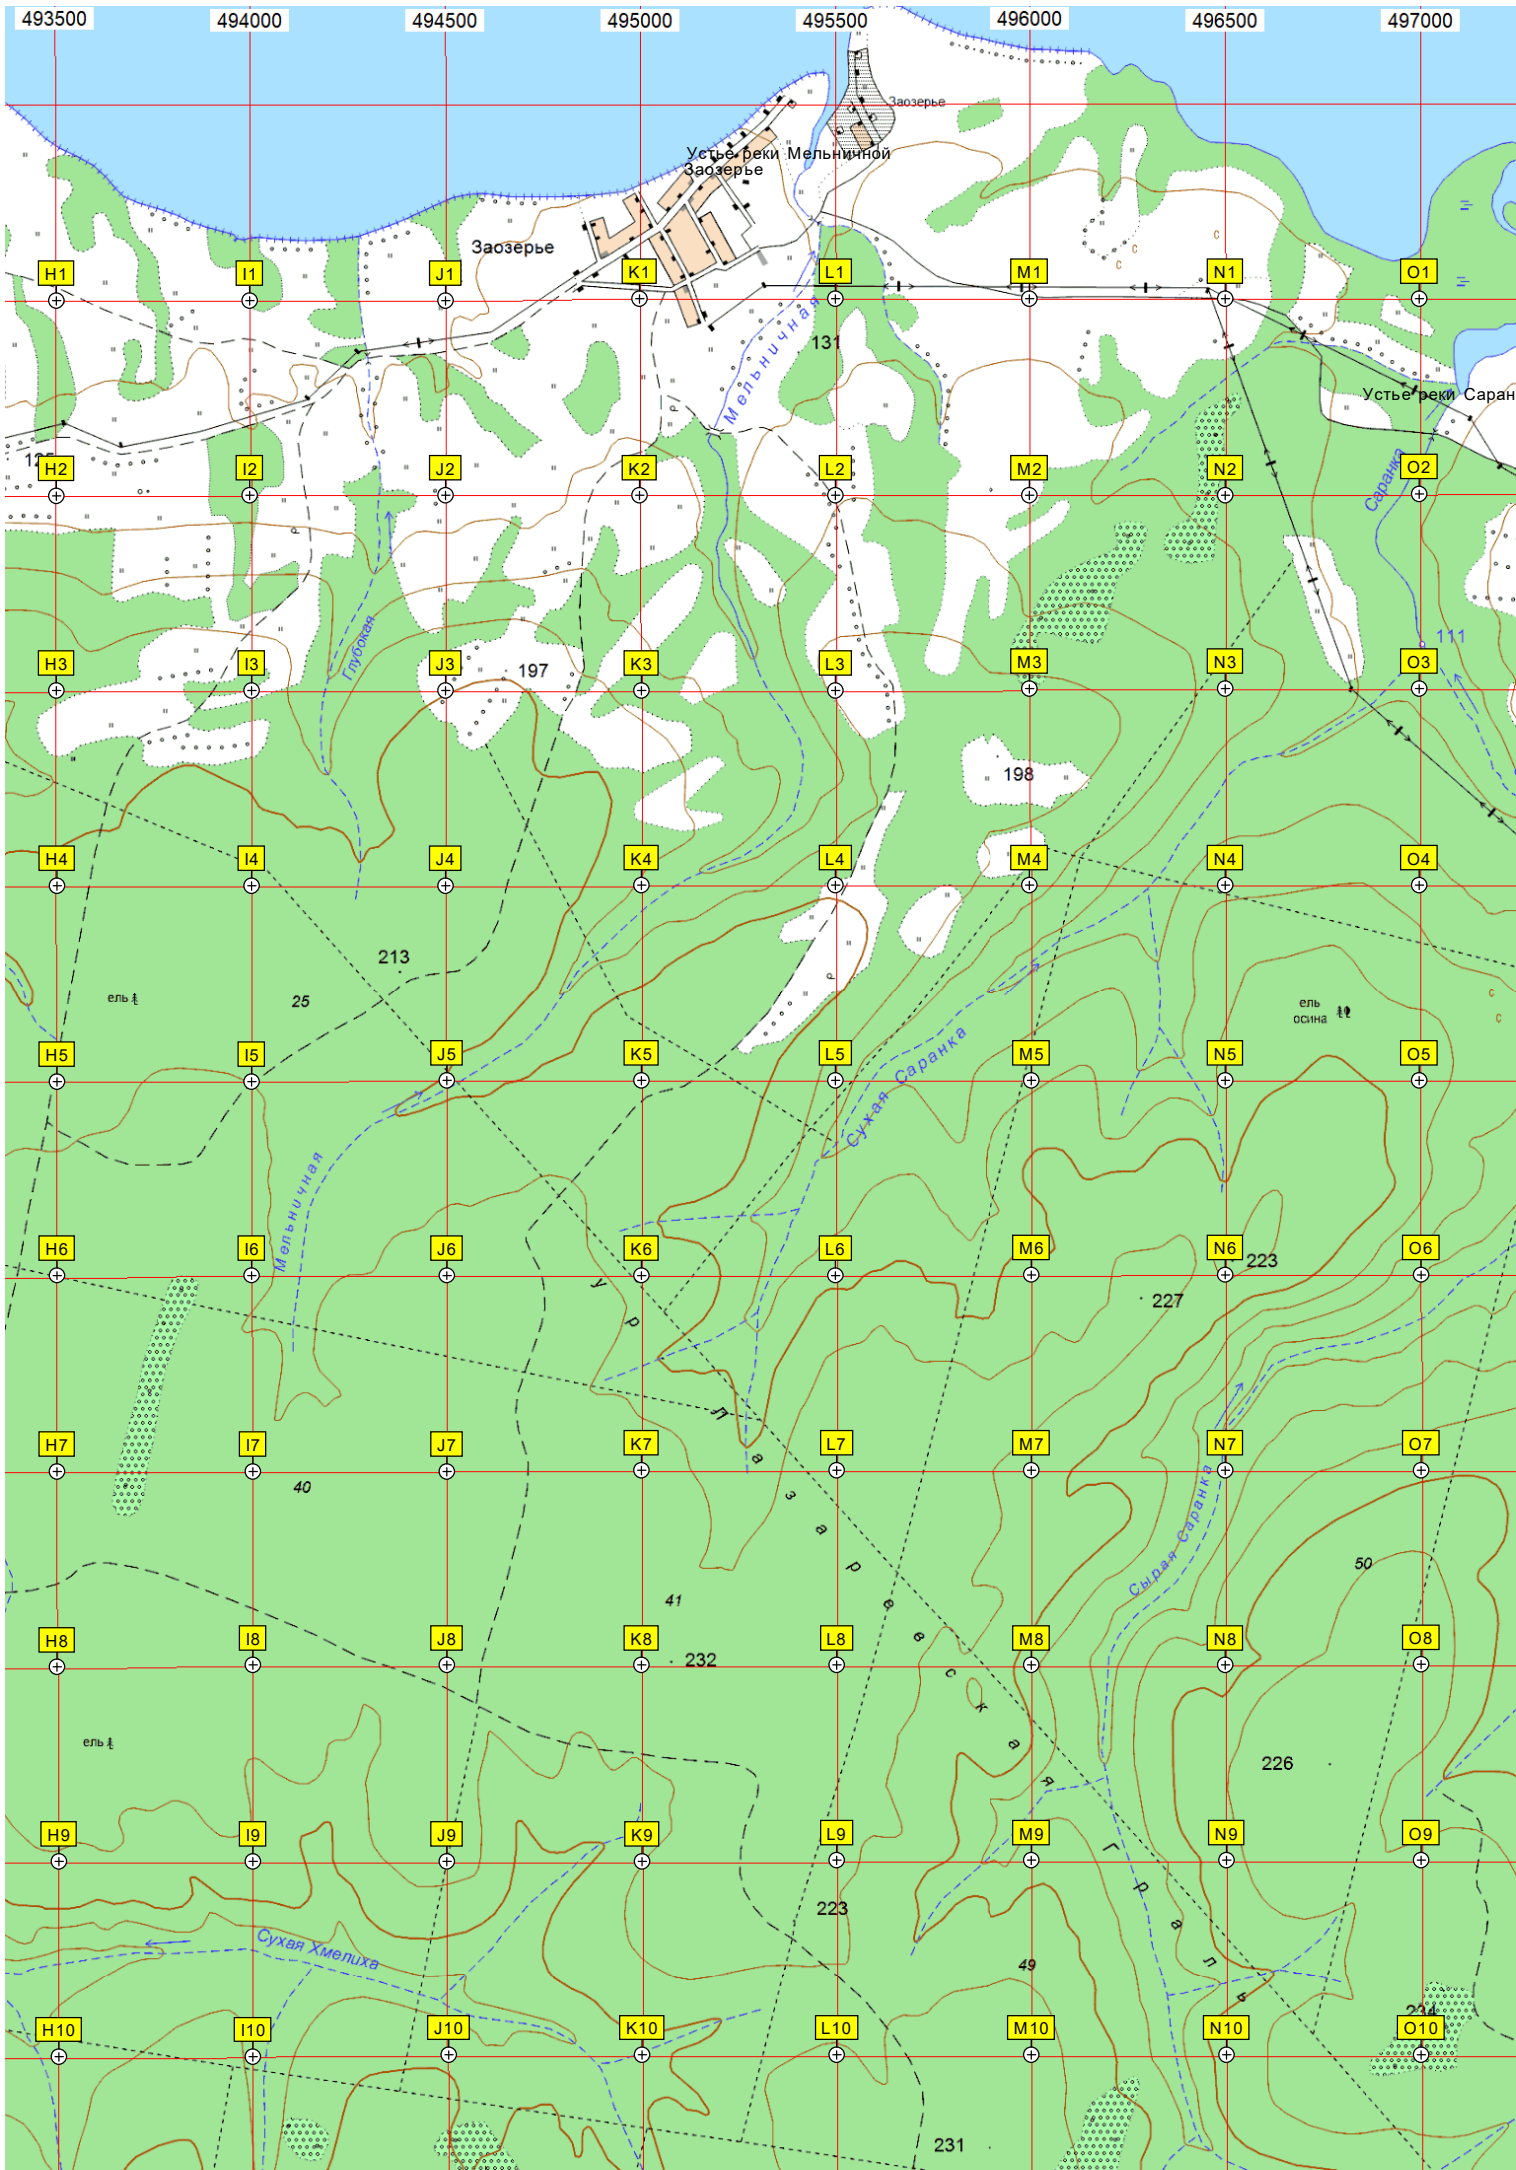 493500 494000 494500 495000 495500 496000 496500 497000
Заозерье
Устье реки Мельничной
Заозерье
Заозерье
с
с
H1 I1 J1 K1 L1 M1 N1 O1
Мельничная
131
Устье реки Саран
р
H2 I2 J2 K2 L2 M2 N2 O2
Саранка
р
Глубокая
111
H3 I3 J3 K3 L3 M3 N3 O3
197
198
H4 I4 J4 K4 L4 M4 N4 O4
213
р
ель
25
ель
осина
с
с
H5 I5 J5 K5 L5 M5 N5 O5
Сухая Саранка
Мельничная
H6 I6 J6 K6 L6 M6 N6 O6
223
227
ур Лазаревская Граль
H7 I7 J7 K7 L7 M7 N7 O7
40
Сырая Саранка
50
41
H8 I8 J8 K8 L8 M8 N8 O8
232
ель
226
H9 I9 J9 K9 L9 M9 N9 O9
223
Сухая Хмелиха
49
234
H10 I10 J10 K10 L10 M10 N10 O10
231